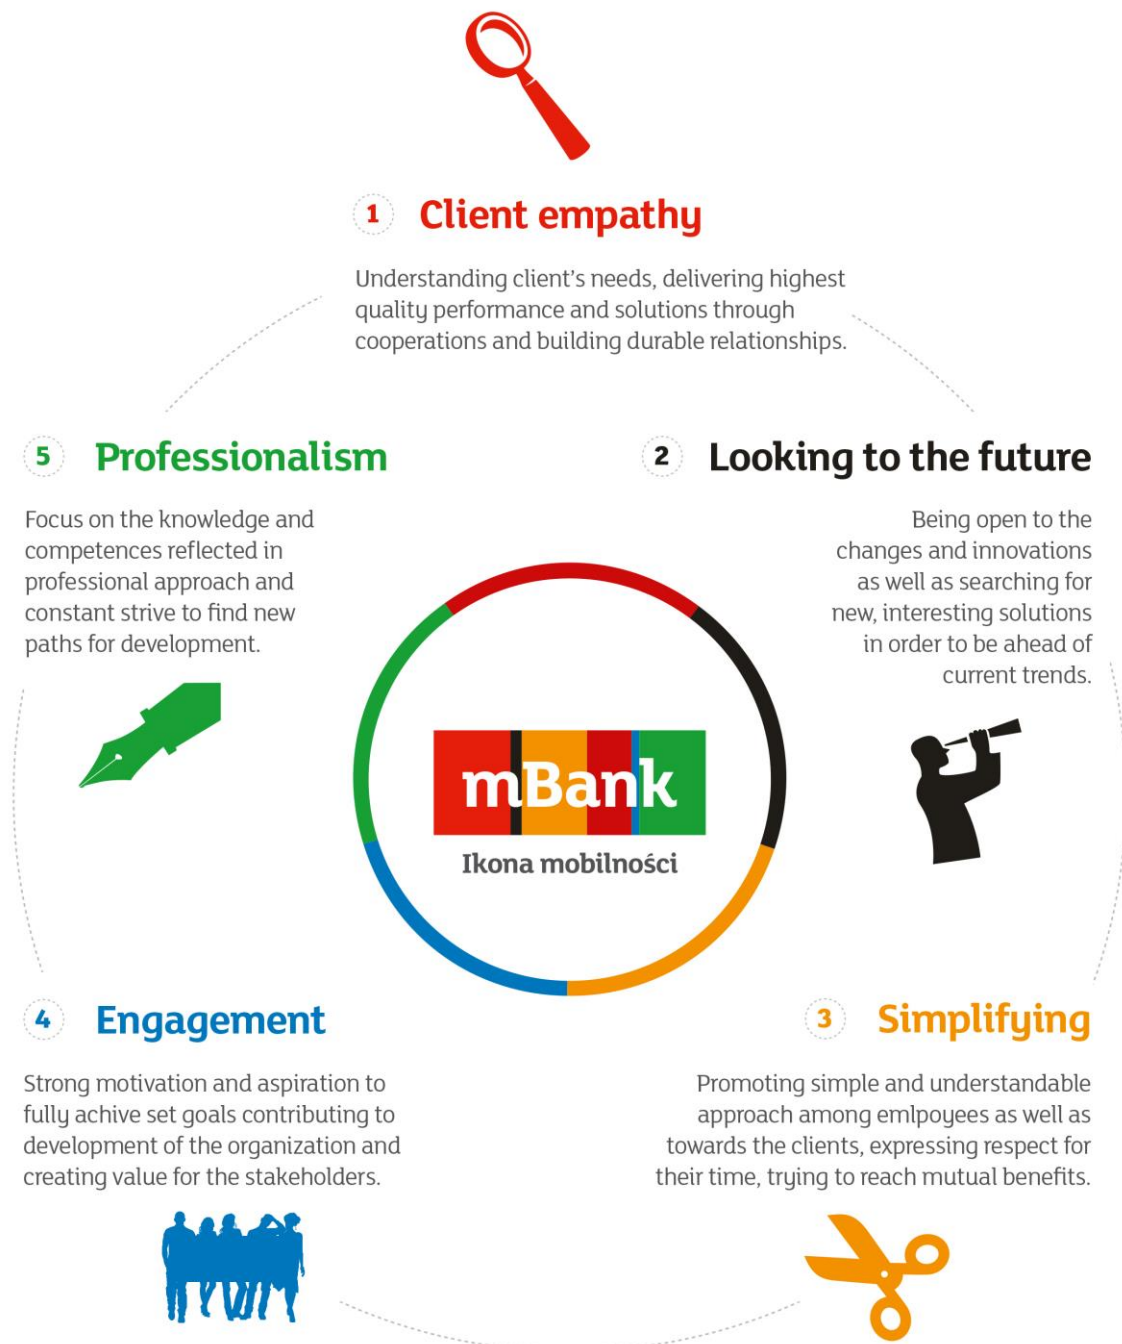 1 Client empathy
Understanding client's needs, delivering highest
quality performance and solutions through
cooperations and building durable relationships.
2 Looking to the future
Being open to the
changes and innovations
as well as searching for
new, interesting solutions
in order to be ahead of
current trends.
3 Simplifying
Promoting simple and understandable
approach among emlpoyees as well as
towards the clients, expressing respect for
their time, trying to reach mutual benefits.
4 Engagement
Strong motivation and aspiration to
fully achive set goals contributing to
development of the organization and
creating value for the stakeholders.
5 Professionalism
Focus on the knowledge and
competences reflected in
professional approach and
constant strive to find new
paths for development.
mBank
Ikona mobilności